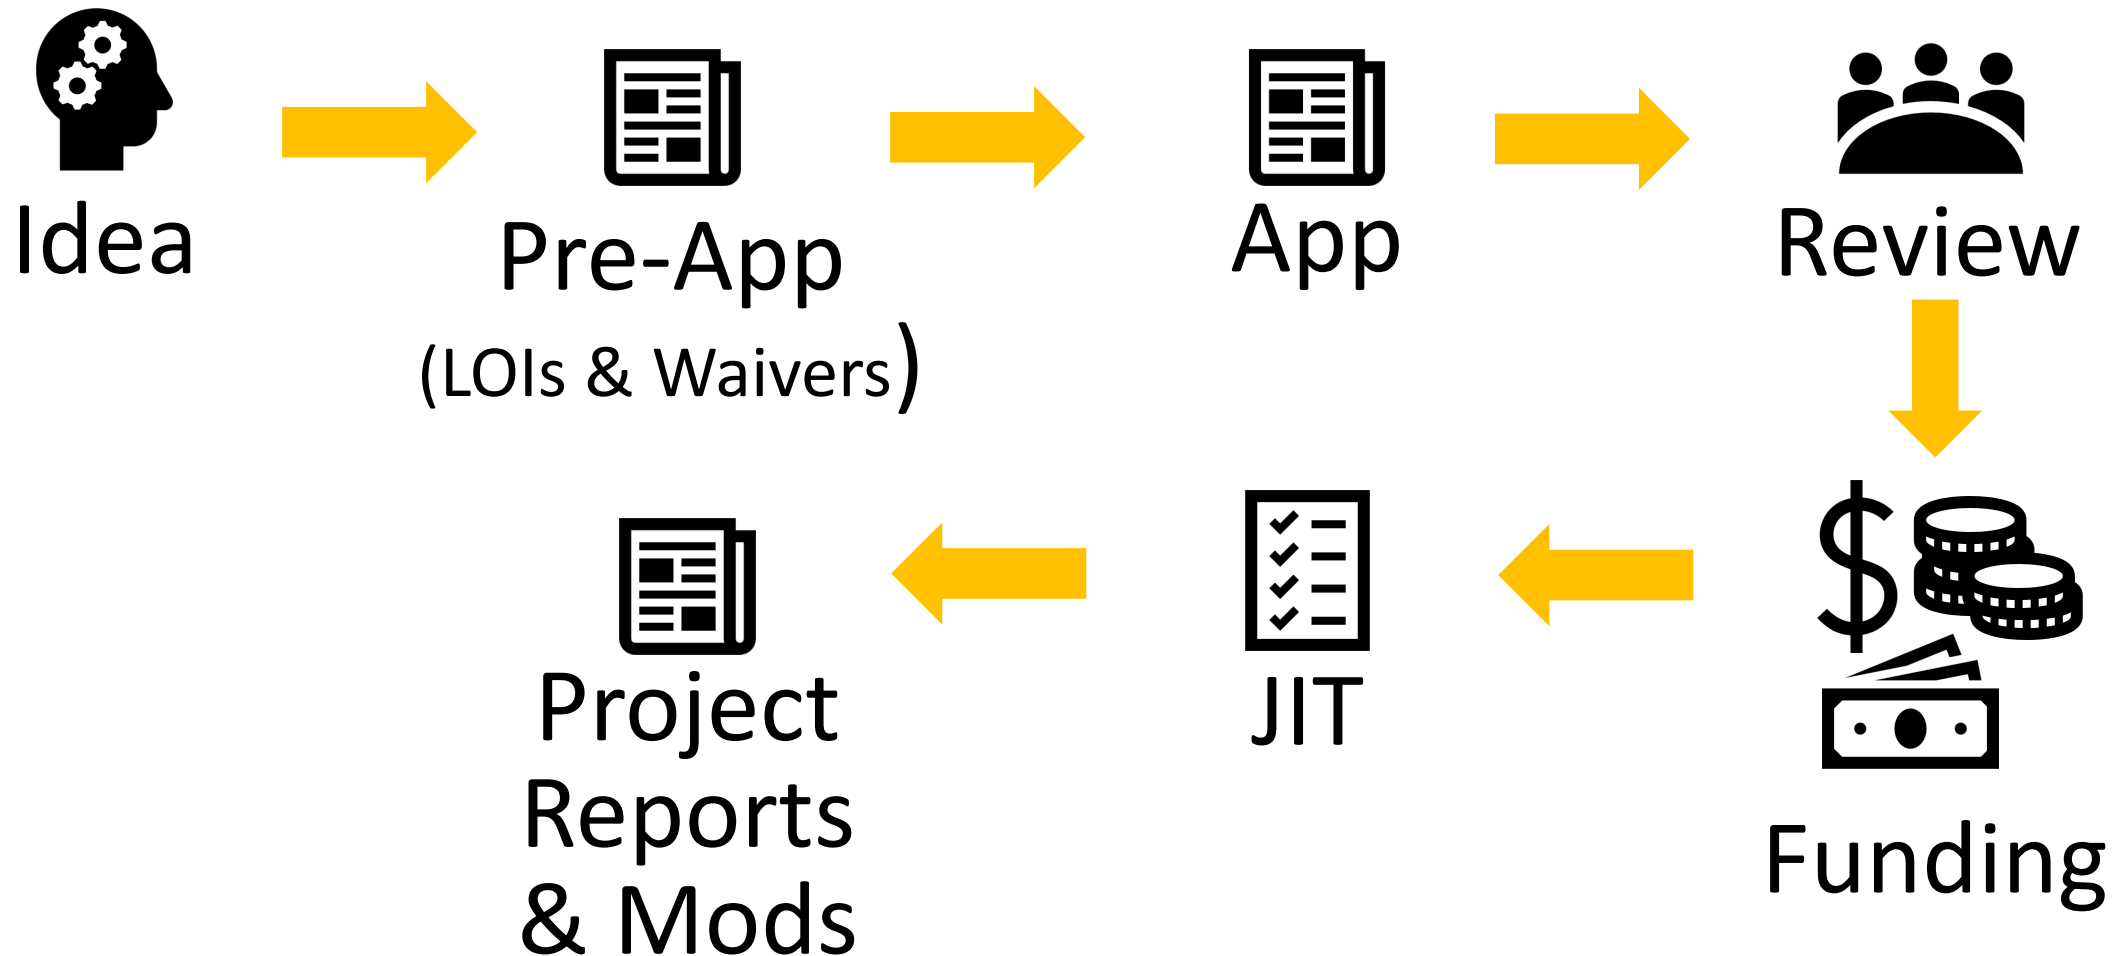 Idea
Pre-App
(LOIs & Waivers)
App
Review
Funding
JIT
Project
Reports
& Mods